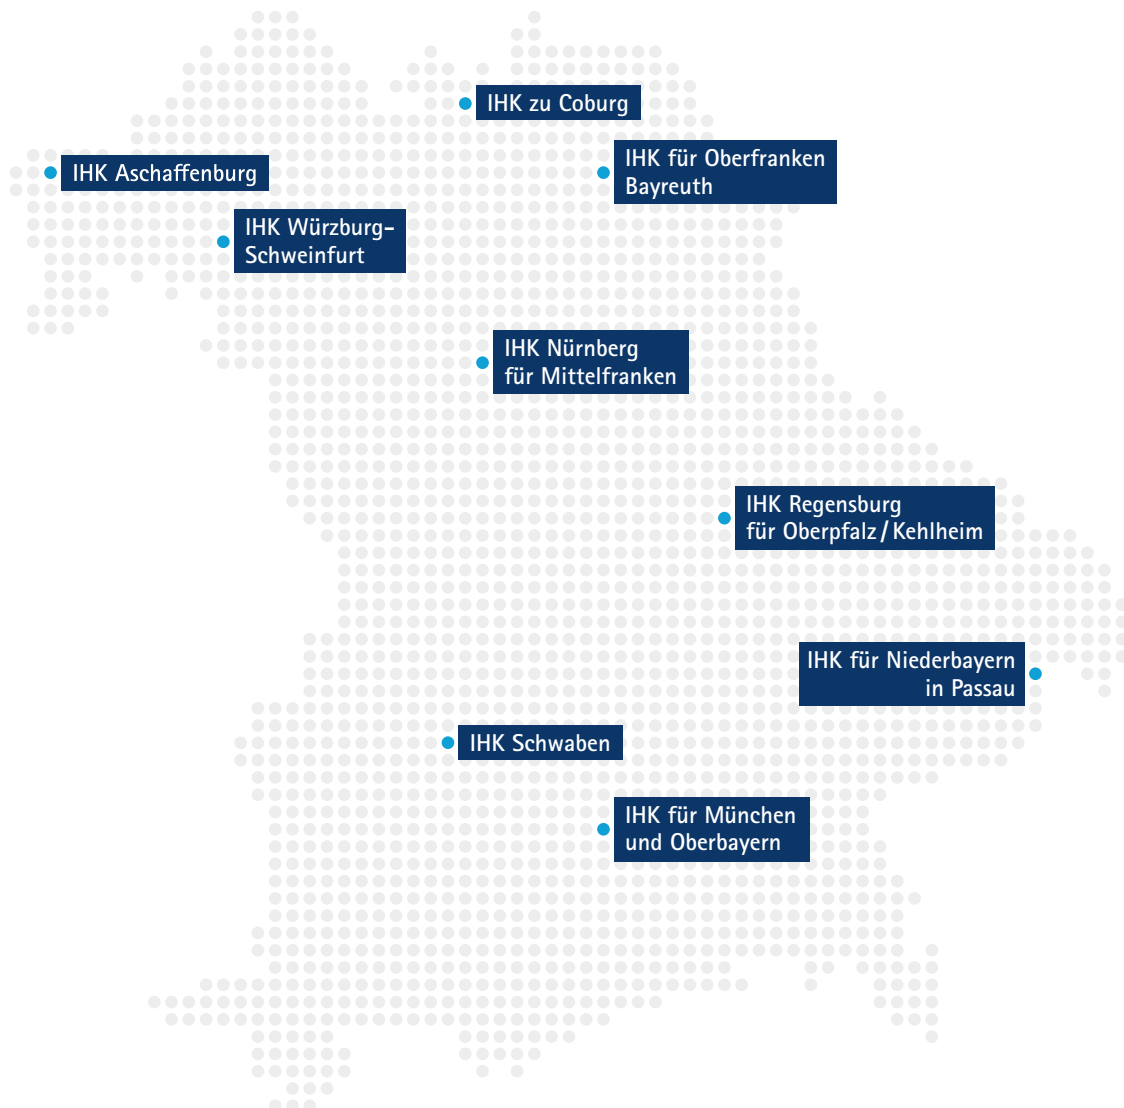 IHK zu Coburg
IHK für Oberfranken
Bayreuth
IHK Aschaffenburg
IHK Würzburg-
Schweinfurt
IHK Nürnberg
für Mittelfranken
IHK Regensburg
für Oberpfalz/Kehlheim
IHK für Niederbayern
in Passau
IHK Schwaben
IHK für München
und Oberbayern